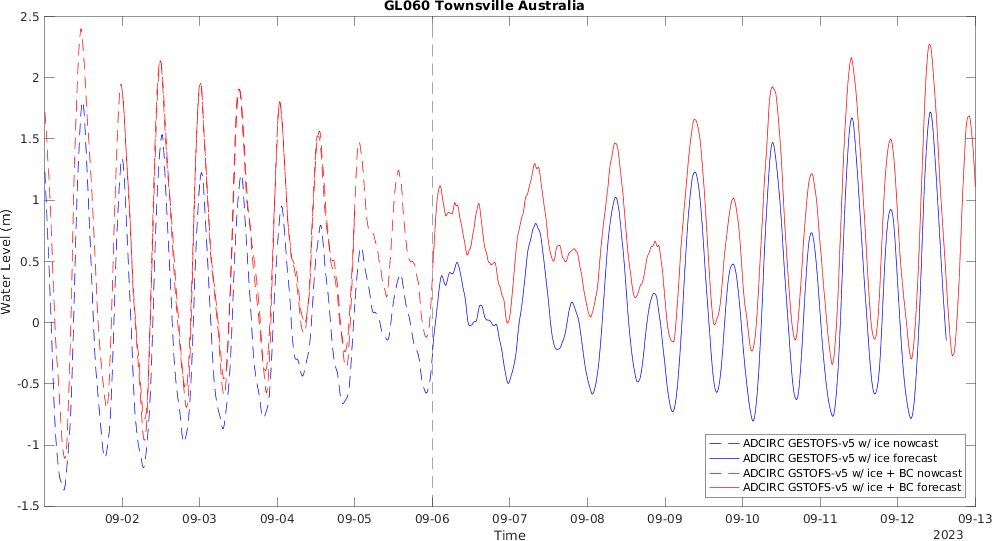 GL060 Townsville Australia
2.5
2
1.5
1
0.5
0
-0.5
-1
-1.5
Water Level (m)
ADCIRC GESTOFS-v5 w/ ice nowcast
ADCIRC GESTOFS-v5 w/ ice forecast
ADCIRC GSTOFS-v5 w/ ice + BC nowcast
ADCIRC GSTOFS-v5 w/ ice + BC forecast
09-02 09-03 09-04 09-05 09-06 09-07 09-08 09-09 09-10 09-11 09-12 09-13
Time
2023